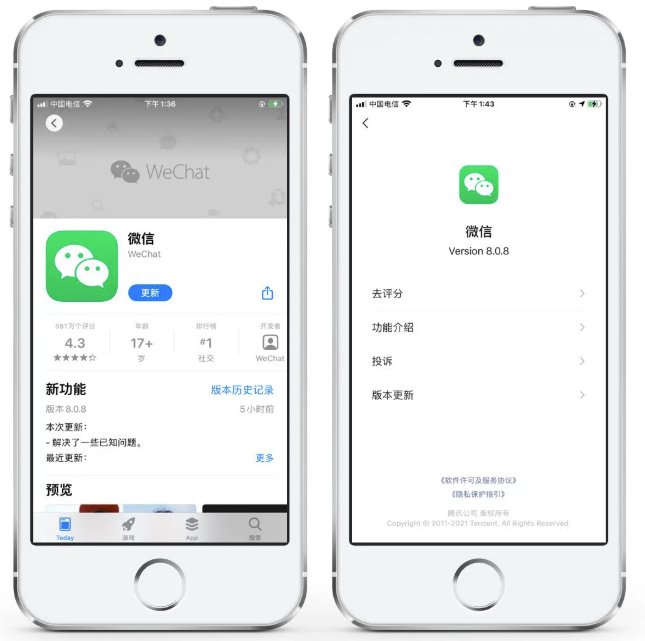 中国电信
下午1:36
WeChat
微信
WeChat
更新
581万个评分
年龄
排行榜
开发者
4.3
17+
#1
岁
社交
WeChat
新功能
版本历史记录
版本 8.0.8
5小时前
本次更新：
- 解决了一些已知问题。
最近更新：
更多
预览
Today
游戏
App
搜索
中国电信
下午1:43
微信
Version 8.0.8
去评分
功能介绍
投诉
版本更新
《软件许可及服务协议》
《隐私保护指引》
腾讯公司 版权所有
Copyright © 2011-2021 Tencent. All Rights Reserved.